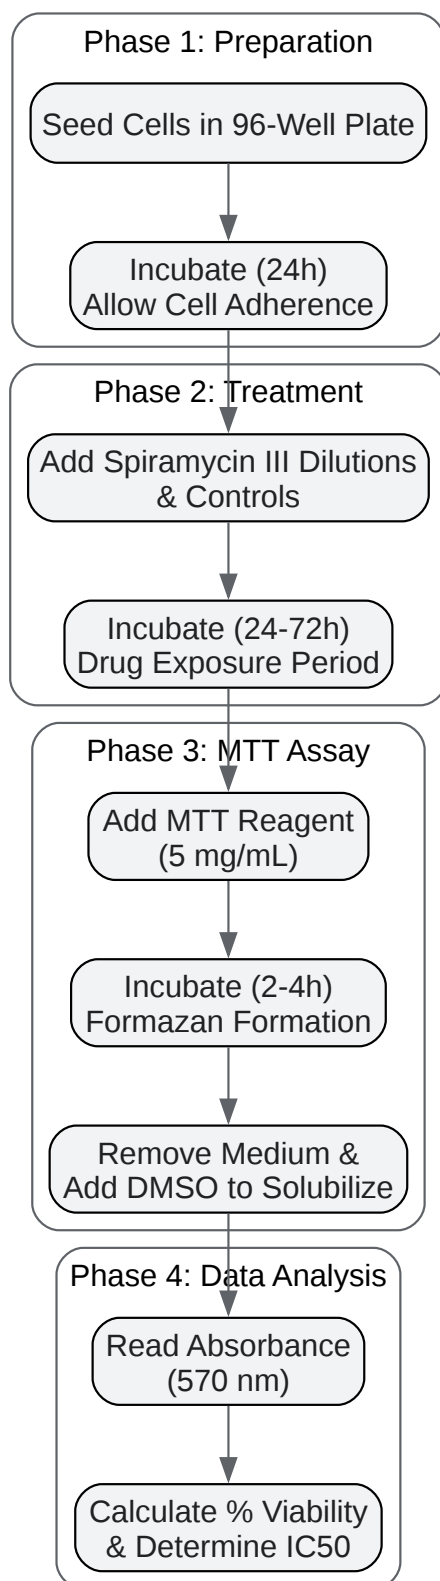 Phase 1: Preparation
Seed Cells in 96-Well Plate
Incubate (24h)
Allow Cell Adherence
Phase 2: Treatment
Add Spiramycin III Dilutions
& Controls
Incubate (24-72h)
Drug Exposure Period
Phase 3: MTT Assay
Add MTT Reagent
(5 mg/mL)
Incubate (2-4h)
Formazan Formation
Remove Medium &
Add DMSO to Solubilize
Phase 4: Data Analysis
Read Absorbance
(570 nm)
Calculate % Viability
& Determine IC50